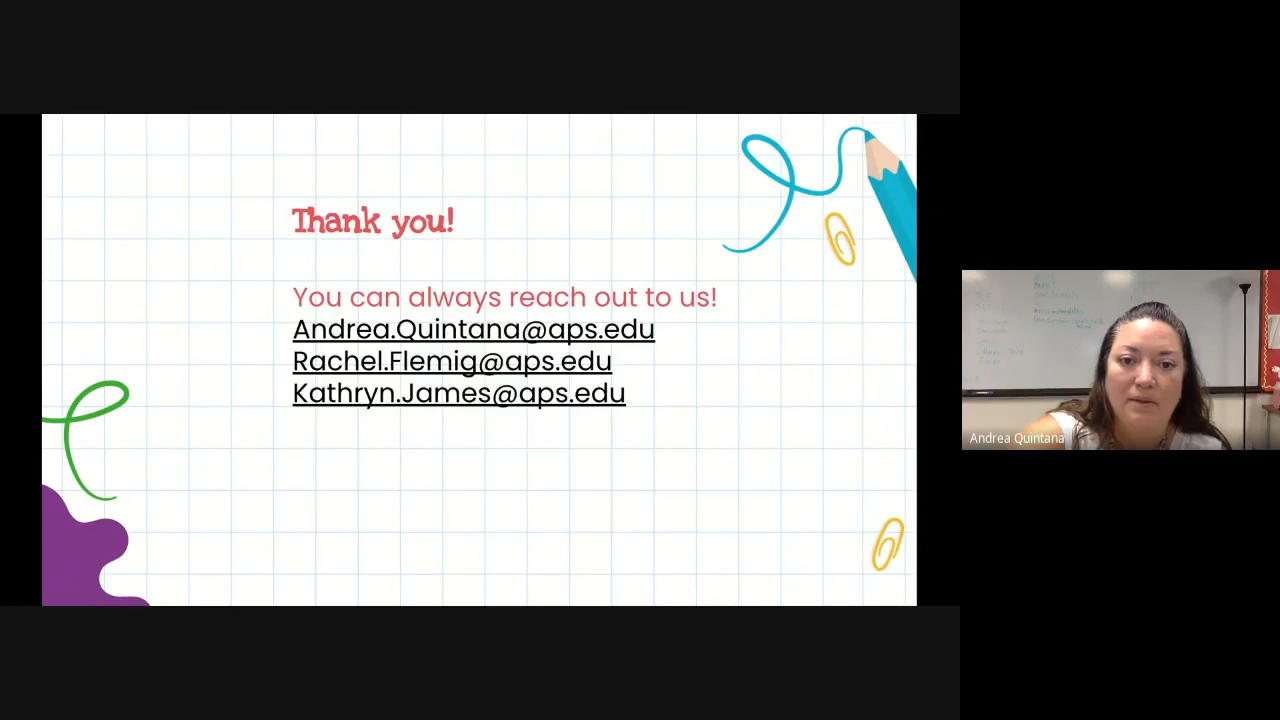 Thank you!
You can always reach out to us!
Andrea.Quintana@aps.edu
Rachel.Flemig@aps.edu
Kathryn.James@aps.edu
Andrea Quintana